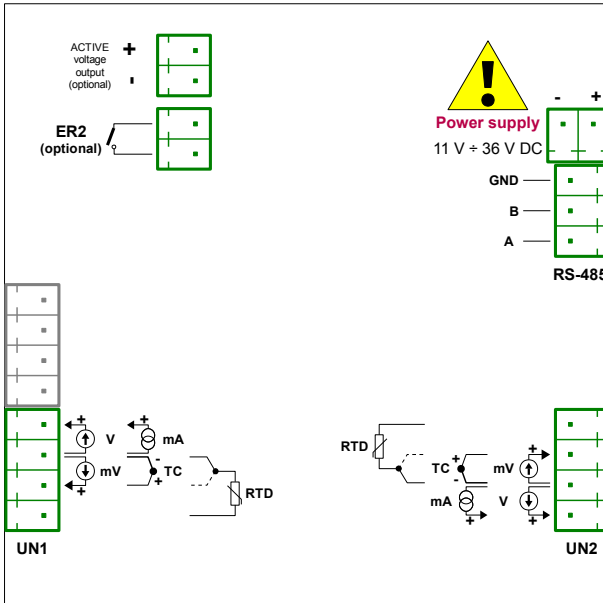 ACTIVE
voltage
output
(optional)
+
-
ER2
(optional)
!
Power supply
11 V ÷ 36 V DC
- +
GND
B
A
RS-485
+ V
mV +
+ mA
- TC +
RTD
UN1
RTD
+ TC -
mV +
mA +
V +
UN2